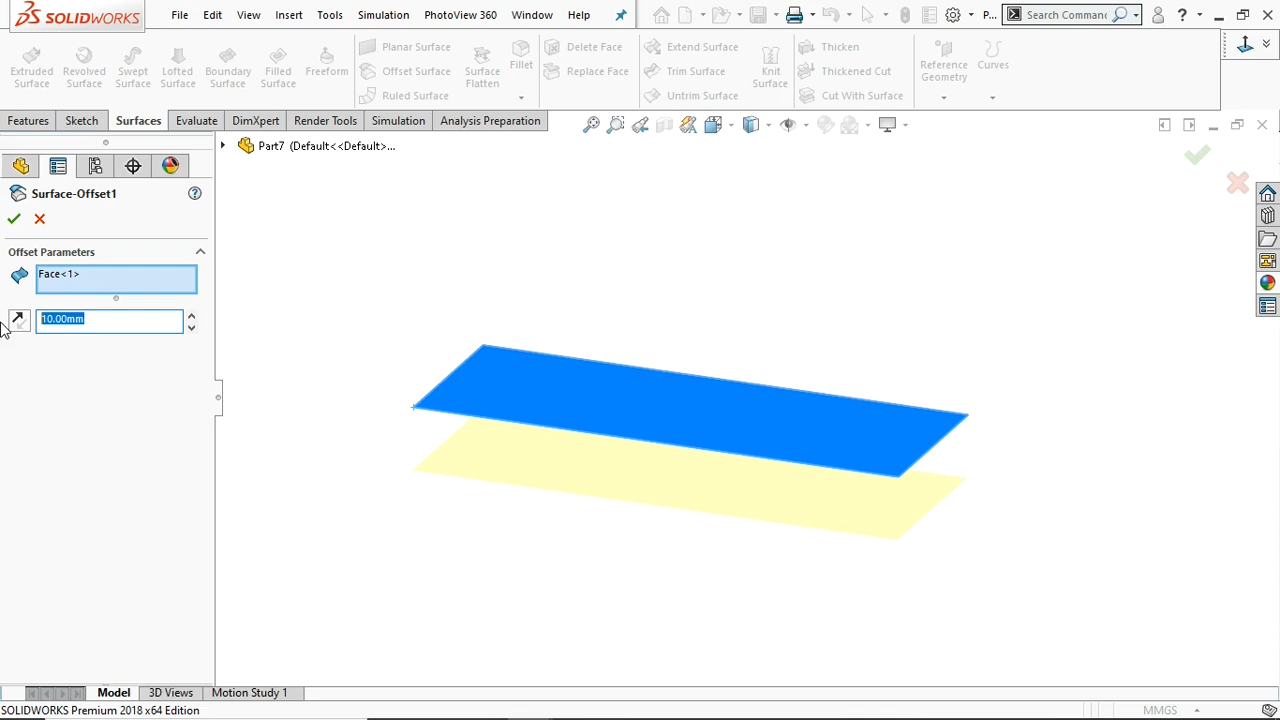 SOLIDWORKS File Edit View Insert Tools Simulation PhotoView 360 Window Help P... Search Commanc
Extruded Surface
Revolved Surface
Swept Surface
Lofted Surface
Boundary Surface
Filled Surface
Freeform
Planar Surface
Offset Surface
Ruled Surface
Surface Flatten
Fillet
Delete Face
Replace Face
Extend Surface
Trim Surface
Untrim Surface
Knit Surface
Thicken
Thickened Cut
Cut With Surface
Reference Geometry
Curves
Features Sketch Surfaces Evaluate DimXpert Render Tools Simulation Analysis Preparation
Part7 (Default<<Default>...
Surface-Offset1
Offset Parameters
Face<1>
10.00mm
Model 3D Views Motion Study 1
SOLIDWORKS Premium 2018 x64 Edition MMGS